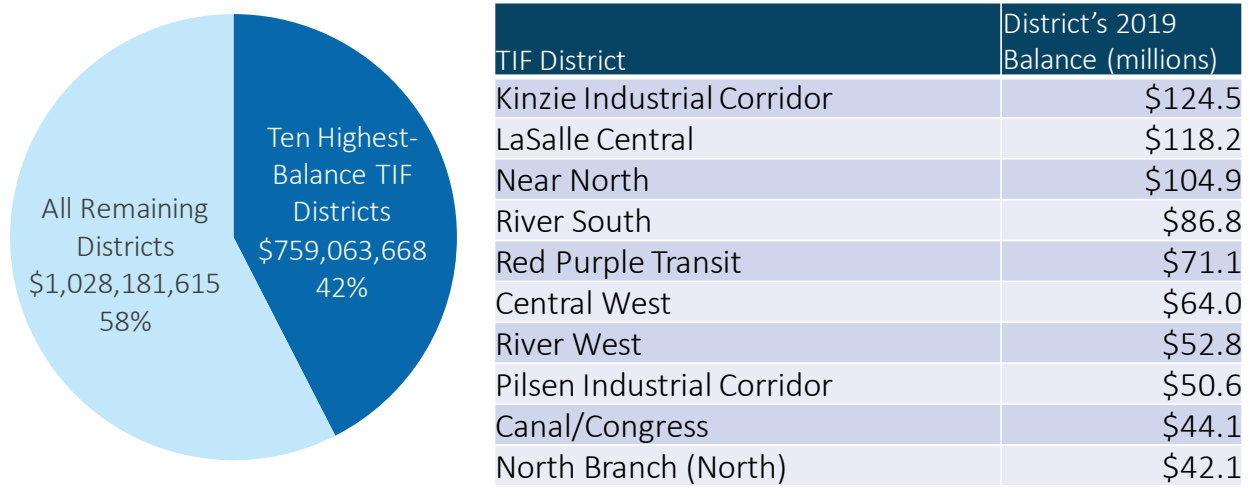 Ten Highest-
Balance TIF
Districts
$759,063,668
42%
All Remaining
Districts
$1,028,181,615
58%
TIF District District's 2019 Balance (millions)
Kinzie Industrial Corridor $124.5
LaSalle Central $118.2
Near North $104.9
River South $86.8
Red Purple Transit $71.1
Central West $64.0
River West $52.8
Pilsen Industrial Corridor $50.6
Canal/Congress $44.1
North Branch (North) $42.1